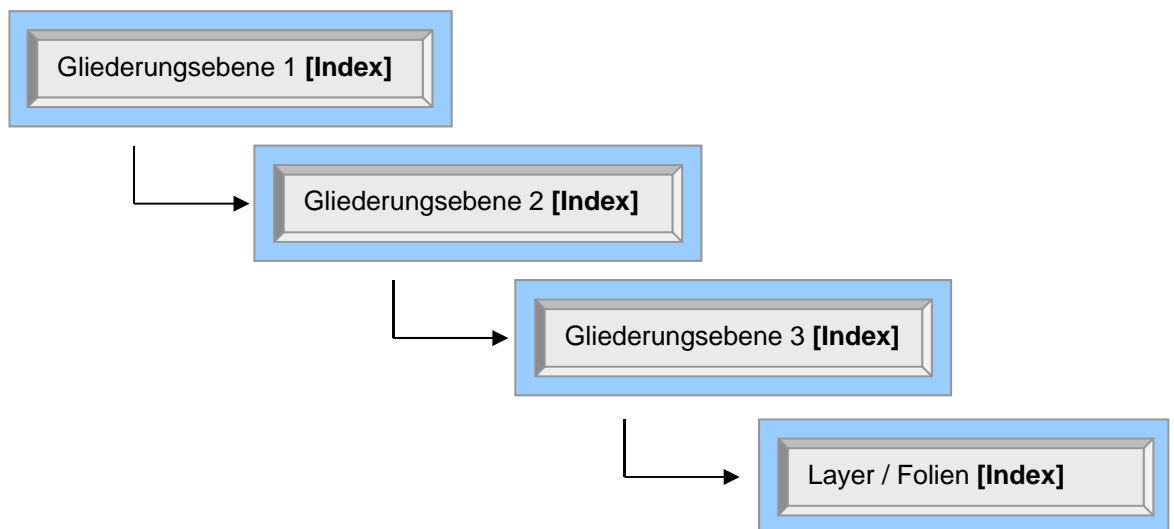 Gliederungsebene 1 [Index]
Gliederungsebene 2 [Index]
Gliederungsebene 3 [Index]
Layer / Folien [Index]